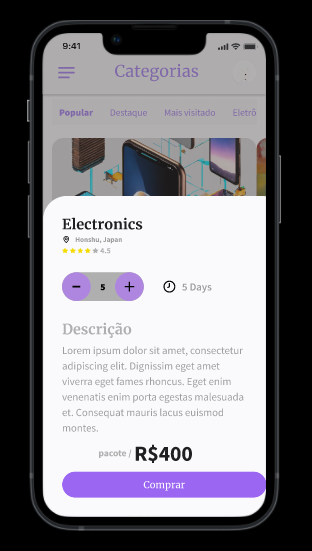 9:41
Categorias
Popular Destaque Mais visitado Eletrô
Electronics
Honshu, Japan
4.5
− 5 + 5 Days
Descrição
Lorem ipsum dolor sit amet, consectetur
adipiscing elit. Dignissim eget amet
viverra eget fames rhoncus. Eget enim
venenatis enim porta egestas malesuada
et. Consequat mauris lacus euismod
montes.
pacote / R$400
Comprar